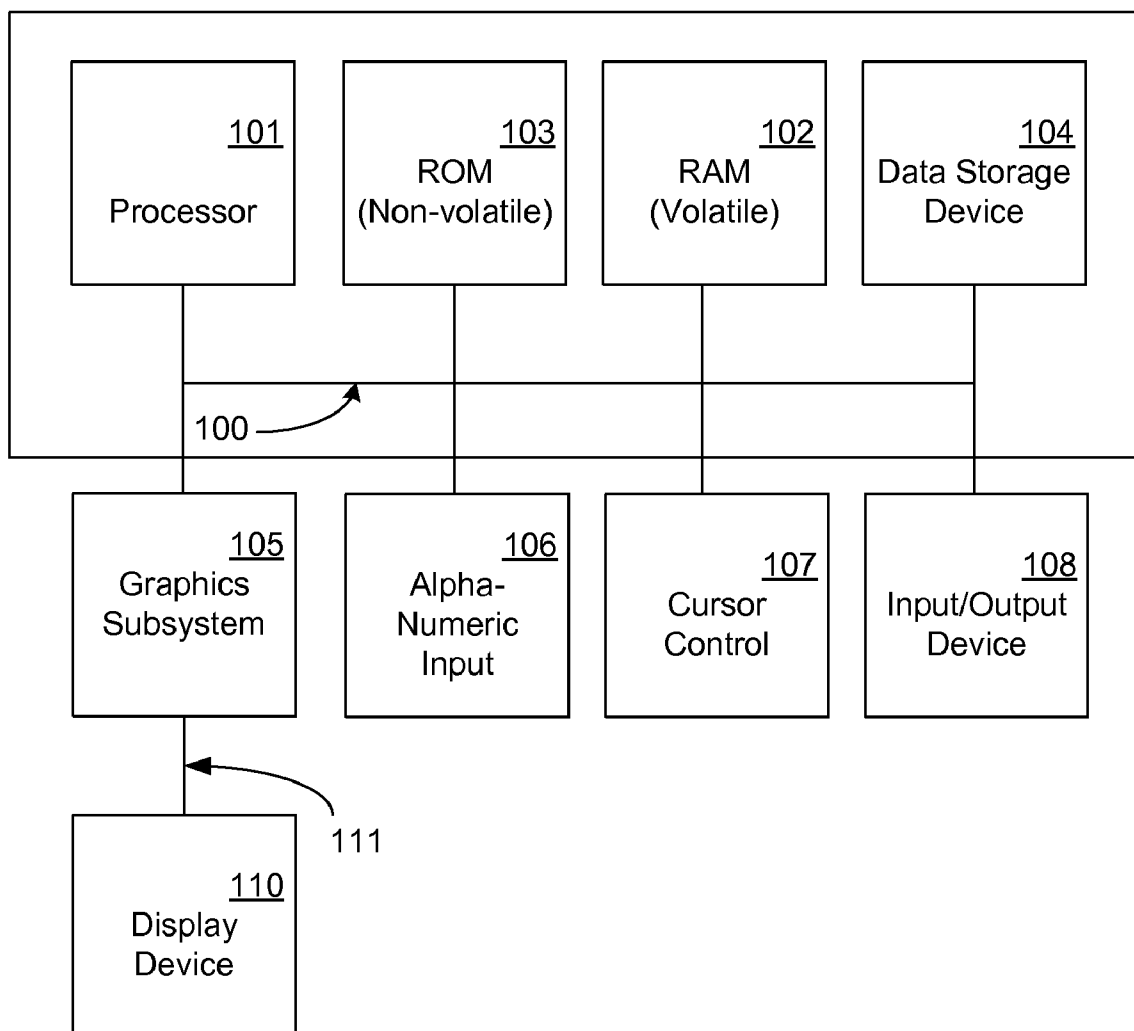 101
Processor
103
ROM
(Non-volatile)
102
RAM
(Volatile)
104
Data Storage
Device
100
105
Graphics
Subsystem
106
Alpha-
Numeric
Input
107
Cursor
Control
108
Input/Output
Device
111
110
Display
Device